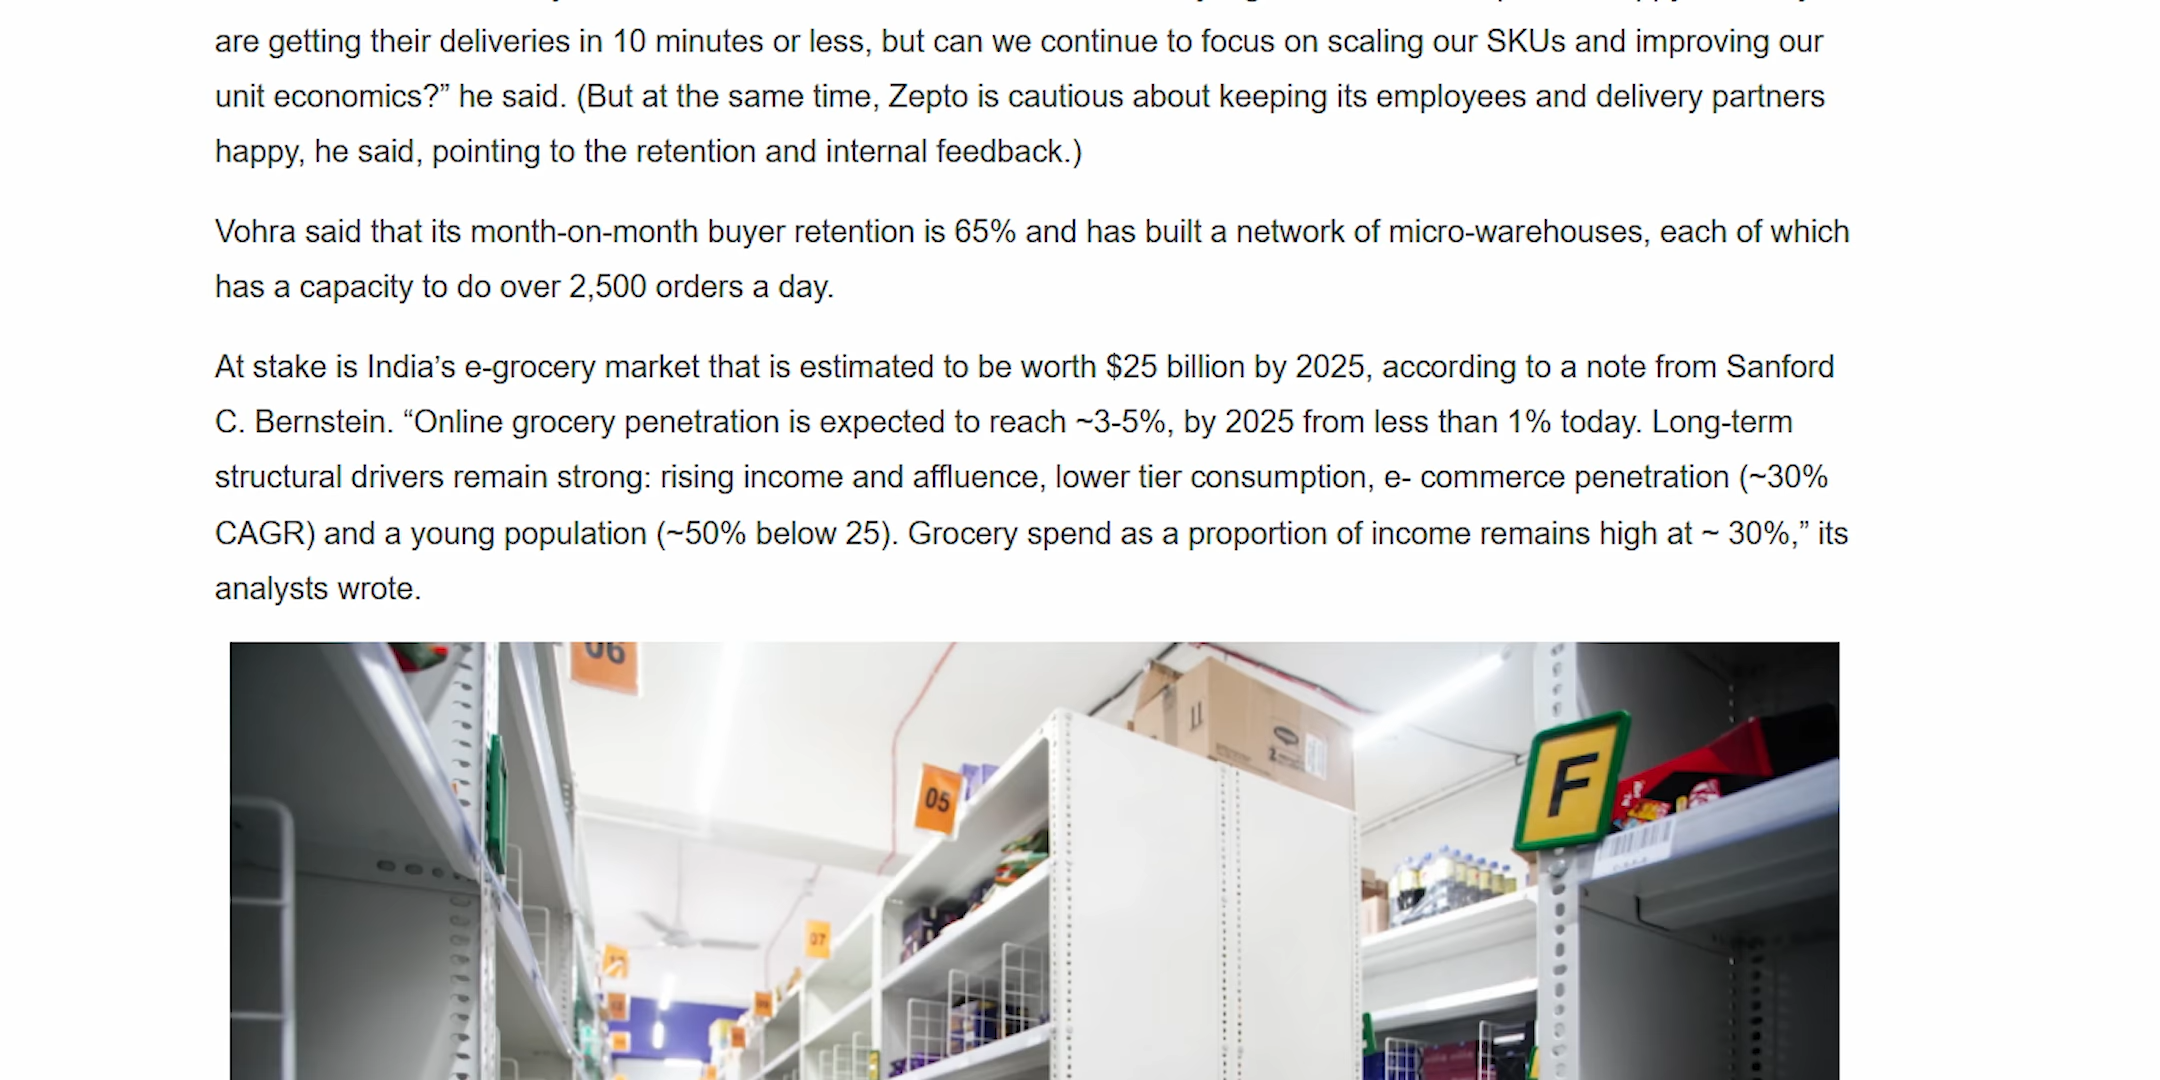 are getting their deliveries in 10 minutes or less, but can we continue to focus on scaling our SKUs and improving our
unit economics?” he said. (But at the same time, Zepto is cautious about keeping its employees and delivery partners
happy, he said, pointing to the retention and internal feedback.)
Vohra said that its month-on-month buyer retention is 65% and has built a network of micro-warehouses, each of which
has a capacity to do over 2,500 orders a day.
At stake is India’s e-grocery market that is estimated to be worth $25 billion by 2025, according to a note from Sanford
C. Bernstein. “Online grocery penetration is expected to reach ~3-5%, by 2025 from less than 1% today. Long-term
structural drivers remain strong: rising income and affluence, lower tier consumption, e- commerce penetration (~30%
CAGR) and a young population (~50% below 25). Grocery spend as a proportion of income remains high at ~ 30%,” its
analysts wrote.
06
05
F
07